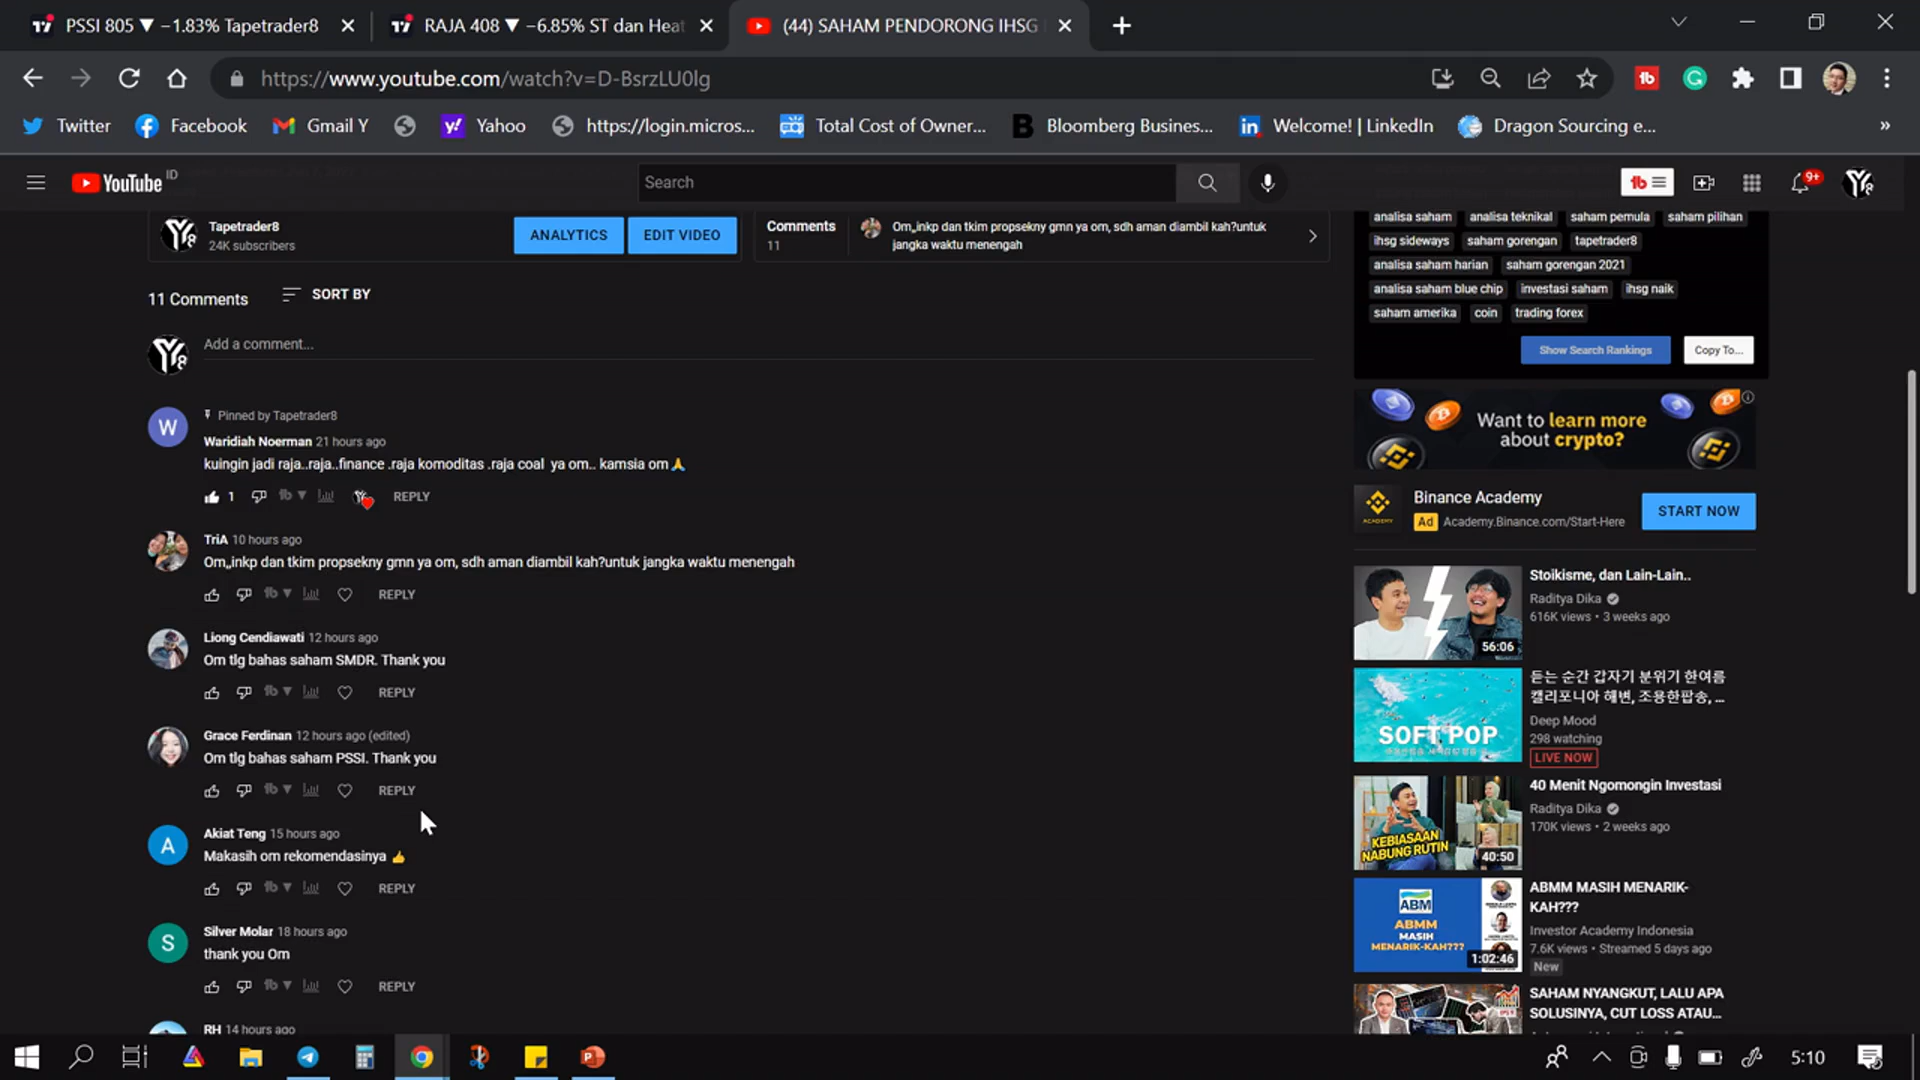 PSSI 805 ▼ −1.83% Tapetrader8
RAJA 408 ▼ −6.85% ST dan Heat
(44) SAHAM PENDORONG IHSG
https://www.youtube.com/watch?v=D-BsrzLU0lg
Twitter
Facebook
Gmail Y
Yahoo
https://login.micros...
Total Cost of Owner...
Bloomberg Busines...
Welcome! | LinkedIn
Dragon Sourcing e...
YouTube ID
Search
9+
Tapetrader8
24K subscribers
ANALYTICS
EDIT VIDEO
Comments
11
Om,,inkp dan tkim propsekny gmn ya om, sdh aman diambil kah?untuk
jangka waktu menengah
11 Comments
SORT BY
Add a comment...
Pinned by Tapetrader8
Waridiah Noerman 21 hours ago
kuingin jadi raja..raja..finance .raja komoditas .raja coal ya om.. kamsia om 🙏
1
REPLY
TriA 10 hours ago
Om,,inkp dan tkim propsekny gmn ya om, sdh aman diambil kah?untuk jangka waktu menengah
REPLY
Liong Cendiawati 12 hours ago
Om tlg bahas saham SMDR. Thank you
REPLY
Grace Ferdinan 12 hours ago (edited)
Om tlg bahas saham PSSI. Thank you
REPLY
A
Akiat Teng 15 hours ago
Makasih om rekomendasinya 👍
REPLY
S
Silver Molar 18 hours ago
thank you Om
REPLY
RH 14 hours ago
analisa saham
analisa teknikal
saham pemula
saham pilihan
ihsg sideways
saham gorengan
tapetrader8
analisa saham harian
saham gorengan 2021
analisa saham blue chip
investasi saham
ihsg naik
saham amerika
coin
trading forex
Show Search Rankings
Copy To...
Want to learn more
about crypto?
ACADEMY
Binance Academy
Ad Academy.Binance.com/Start-Here
START NOW
56:06
Stoikisme, dan Lain-Lain..
Raditya Dika
616K views • 3 weeks ago
SOFT POP
듣는 순간 갑자기 분위기 한여름
캘리포니아 해변, 조용한팝송, ...
Deep Mood
298 watching
LIVE NOW
KEBIASAAN
NABUNG RUTIN
40:50
40 Menit Ngomongin Investasi
Raditya Dika
170K views • 2 weeks ago
ABM
ABMM
MASIH
MENARIK-KAH???
1:02:46
ABMM MASIH MENARIK-
KAH???
Investor Academy Indonesia
7.6K views • Streamed 5 days ago
New
SAHAM NYANGKUT, LALU APA
SOLUSINYA, CUT LOSS ATAU...
5:10